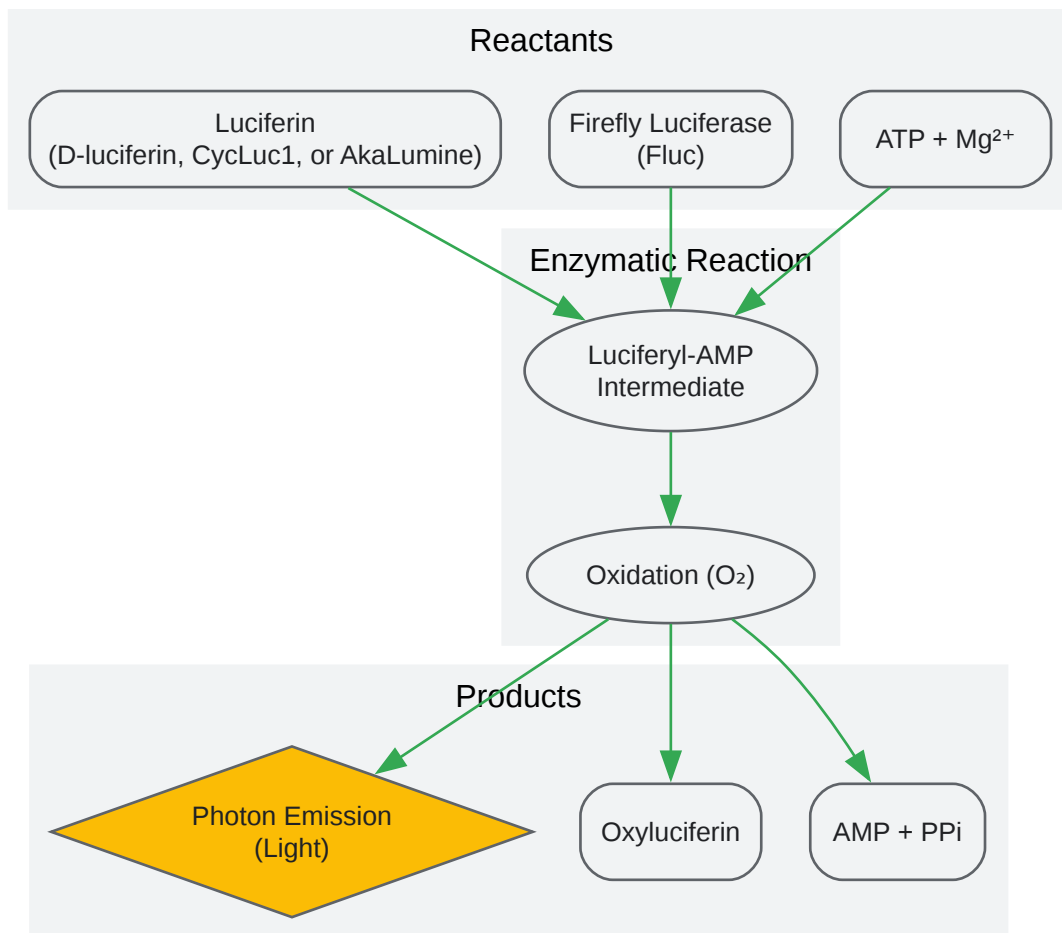 Reactants
Luciferin
(D-luciferin, CycLuc1, or AkaLumine)
Firefly Luciferase
(Fluc)
ATP + Mg²⁺
Enzymatic Reaction
Luciferyl-AMP
Intermediate
Oxidation (O₂)
Products
Photon Emission
(Light)
Oxyluciferin
AMP + PPi